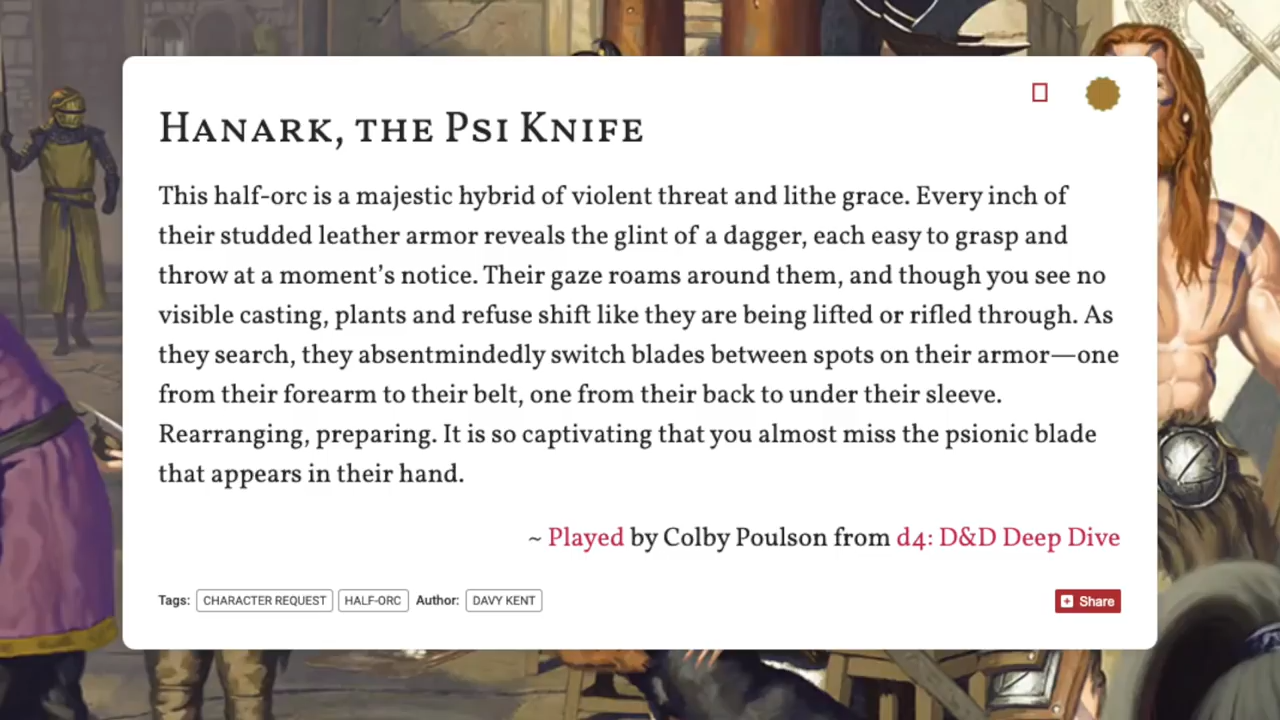 Hanark, the Psi Knife
This half-orc is a majestic hybrid of violent threat and lithe grace. Every inch of
their studded leather armor reveals the glint of a dagger, each easy to grasp and
throw at a moment’s notice. Their gaze roams around them, and though you see no
visible casting, plants and refuse shift like they are being lifted or rifled through. As
they search, they absentmindedly switch blades between spots on their armor—one
from their forearm to their belt, one from their back to under their sleeve.
Rearranging, preparing. It is so captivating that you almost miss the psionic blade
that appears in their hand.
~ Played by Colby Poulson from d4: D&D Deep Dive
Tags: CHARACTER REQUEST HALF-ORC Author: DAVY KENT Share